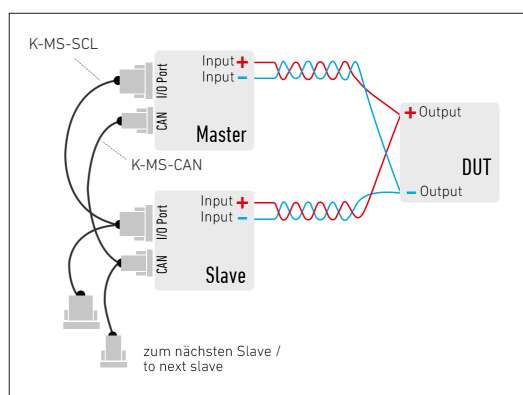 K-MS-SCL
I/O Port
Input +
Input −
CAN
Master
K-MS-CAN
+ Output
DUT
− Output
I/O Port
Input +
Input −
CAN
Slave
zum nächsten Slave /
to next slave